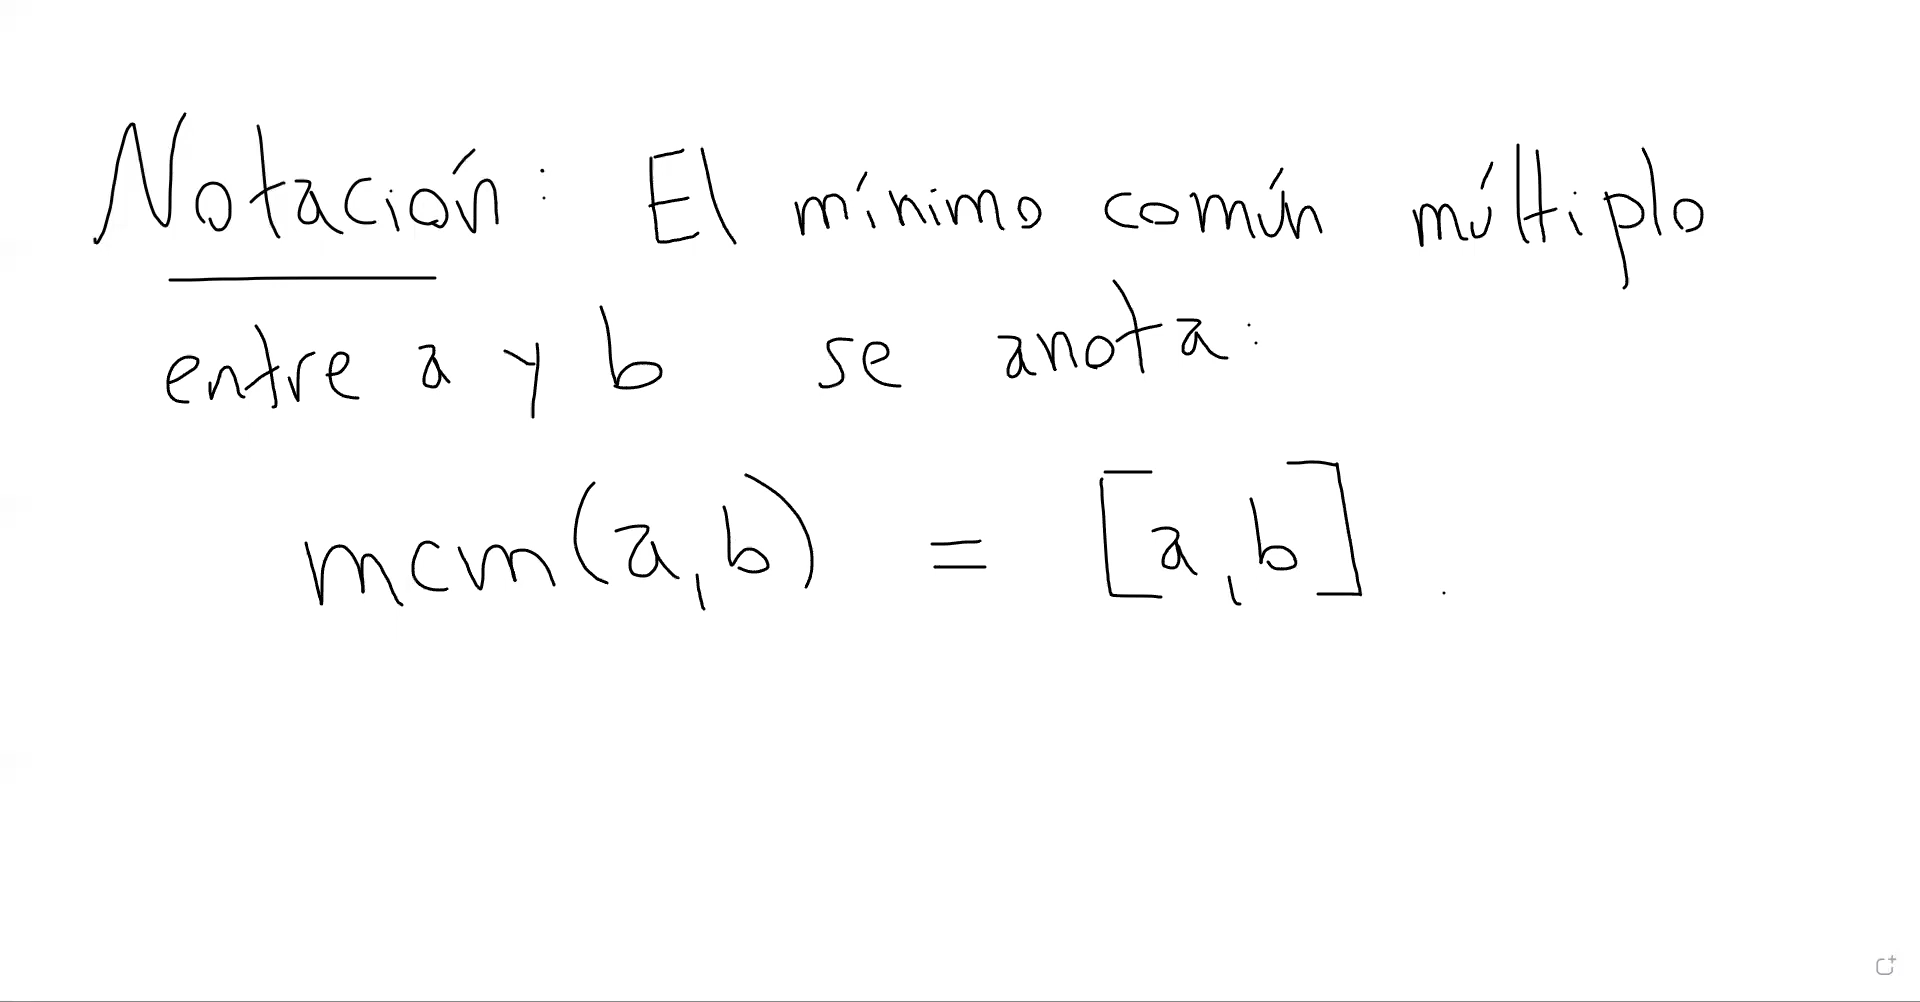 Notación: El mínimo común múltiplo
entre a y b se anota:
mcm(a,b) = [a,b].